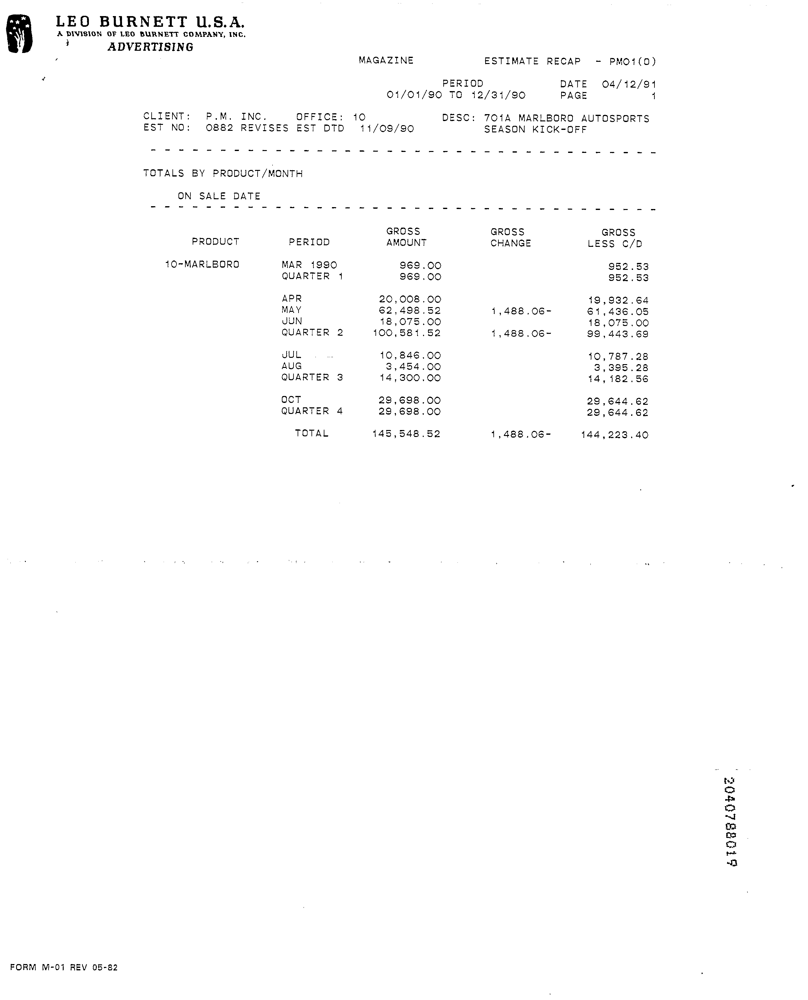 LEO BURNETT U.S.A.
A DIVISION OF LEO BURNETT COMPANY, INC.
ADVERTISING
MAGAZINE ESTIMATE RECAP - PM01(0)
PERIOD DATE 04/12/91
01/01/90 TO 12/31/90 PAGE 1
CLIENT: P.M. INC. OFFICE: 10 DESC: 701A MARLBORO AUTOSPORTS
EST NO: 0882 REVISES EST DTD 11/09/90 SEASON KICK-OFF
TOTALS BY PRODUCT/MONTH
ON SALE DATE
GROSS GROSS GROSS
PRODUCT PERIOD AMOUNT CHANGE LESS C/D
10-MARLBORO MAR 1990 969.00 952.53
QUARTER 1 969.00 952.53
APR 20,008.00 19,932.64
MAY 62,498.52 1,488.06- 61,436.05
JUN 18,075.00 18,075.00
QUARTER 2 100,581.52 1,488.06- 99,443.69
JUL 10,846.00 10,787.28
AUG 3,454.00 3,395.28
QUARTER 3 14,300.00 14,182.56
OCT 29,698.00 29,644.62
QUARTER 4 29,698.00 29,644.62
TOTAL 145,548.52 1,488.06- 144,223.40
2040788019
FORM M-01 REV 05-82